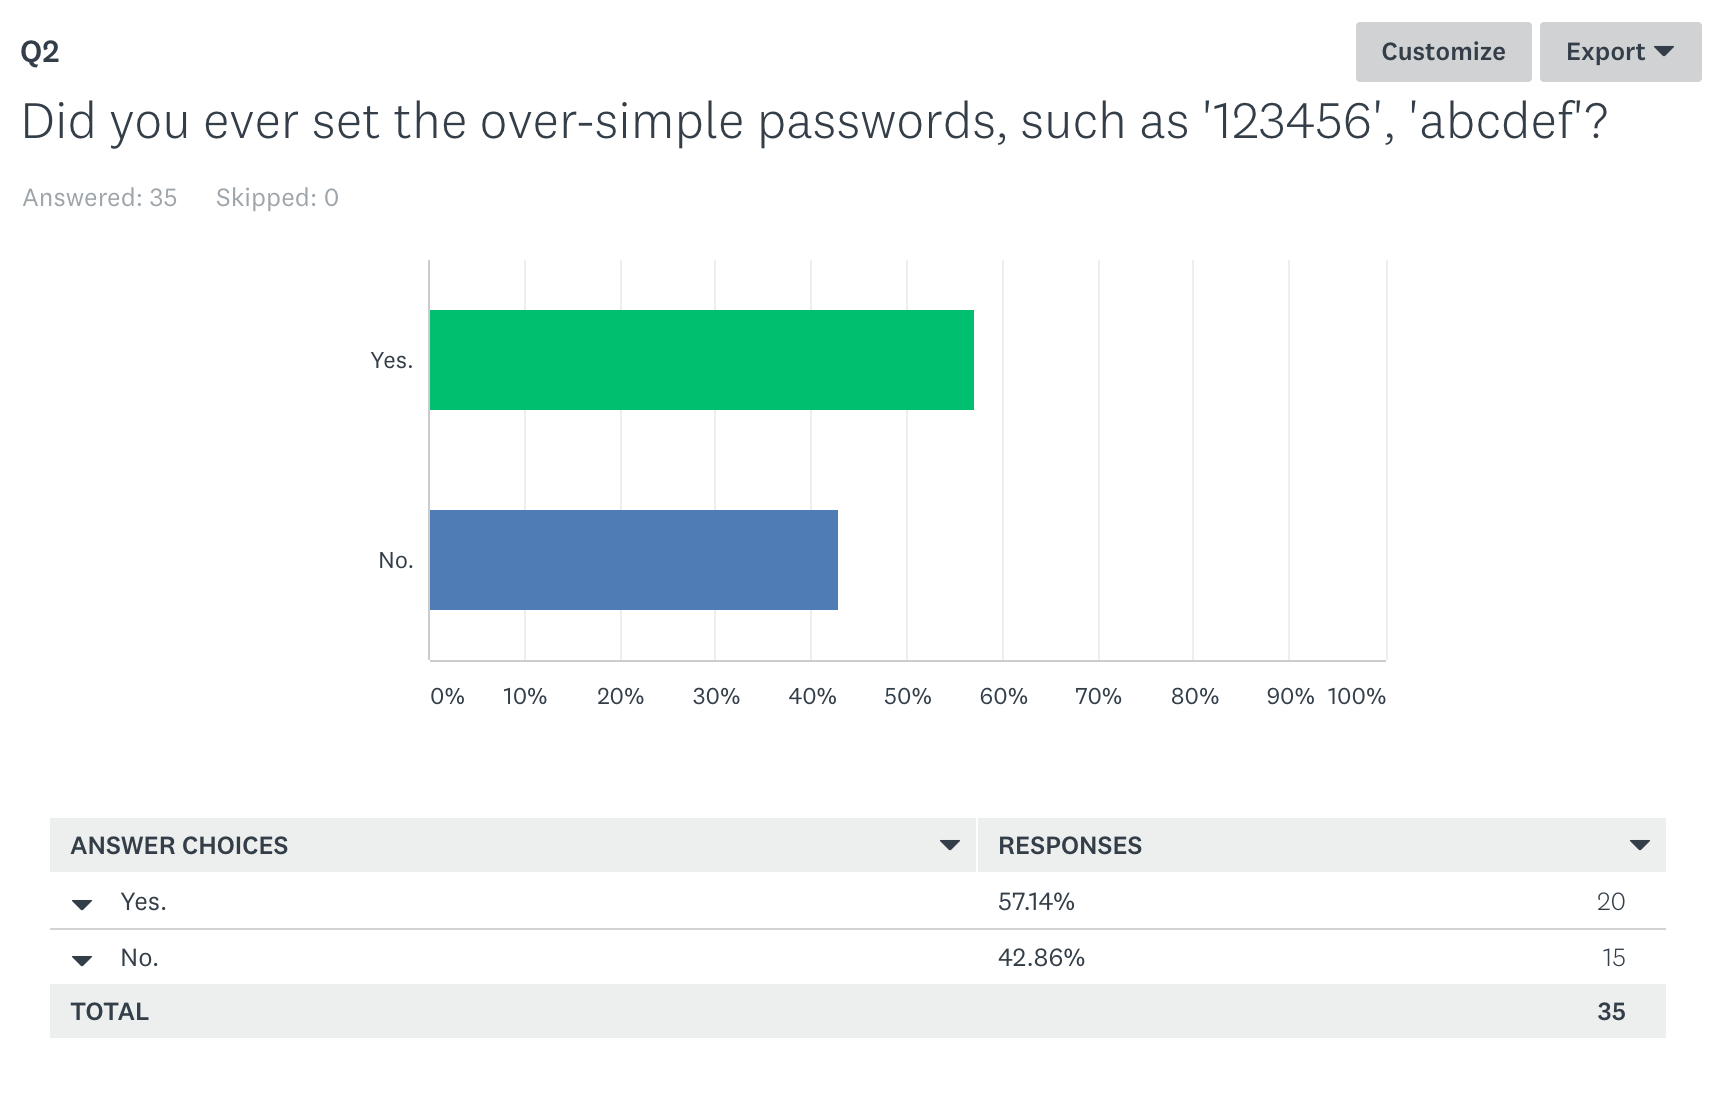 Q2
Customize
Export
Did you ever set the over-simple passwords, such as '123456', 'abcdef'?
Answered: 35 Skipped: 0
Yes.
No.
0% 10% 20% 30% 40% 50% 60% 70% 80% 90% 100%
ANSWER CHOICES RESPONSES
Yes. 57.14% 20
No. 42.86% 15
TOTAL 35